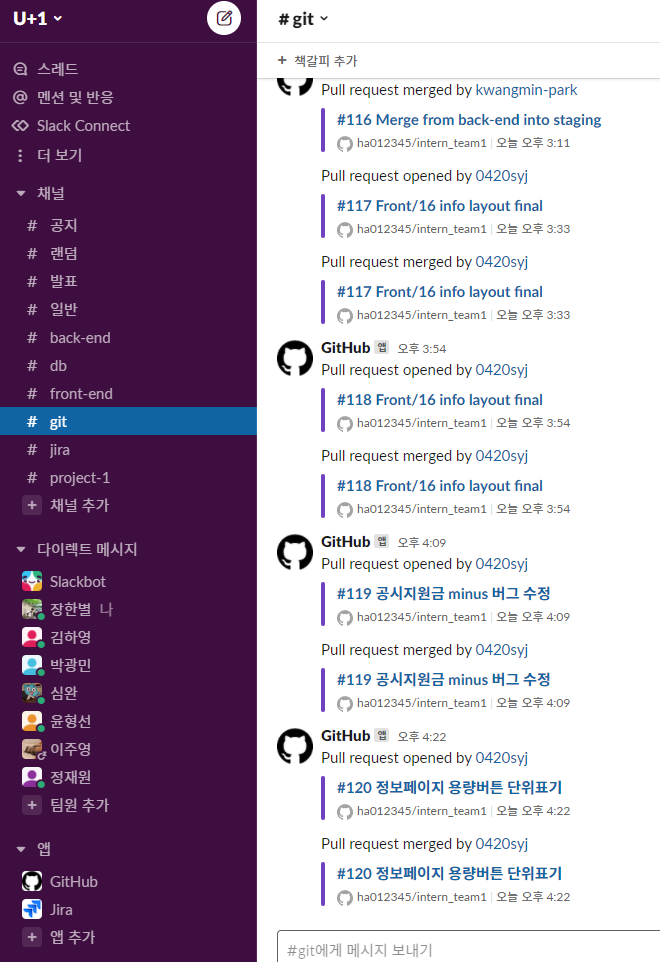 U+1
스레드
멘션 및 반응
Slack Connect
더 보기
채널
# 공지
# 랜덤
# 발표
# 일반
# back-end
# db
# front-end
# git
# jira
# project-1
+ 채널 추가
다이렉트 메시지
Slackbot
장한별 나
김하영
박광민
심완
윤형선
이주영
정재원
+ 팀원 추가
앱
GitHub
Jira
+ 앱 추가
# git
+ 책갈피 추가
Pull request merged by kwangmin-park
#116 Merge from back-end into staging
ha012345/intern_team1 | 오늘 오후 3:11
Pull request opened by 0420syj
#117 Front/16 info layout final
ha012345/intern_team1 | 오늘 오후 3:33
Pull request merged by 0420syj
#117 Front/16 info layout final
ha012345/intern_team1 | 오늘 오후 3:33
GitHub 앱 오후 3:54
Pull request opened by 0420syj
#118 Front/16 info layout final
ha012345/intern_team1 | 오늘 오후 3:54
Pull request merged by 0420syj
#118 Front/16 info layout final
ha012345/intern_team1 | 오늘 오후 3:54
GitHub 앱 오후 4:09
Pull request opened by 0420syj
#119 공시지원금 minus 버그 수정
ha012345/intern_team1 | 오늘 오후 4:09
Pull request merged by 0420syj
#119 공시지원금 minus 버그 수정
ha012345/intern_team1 | 오늘 오후 4:09
GitHub 앱 오후 4:22
Pull request opened by 0420syj
#120 정보페이지 용량버튼 단위표기
ha012345/intern_team1 | 오늘 오후 4:22
Pull request merged by 0420syj
#120 정보페이지 용량버튼 단위표기
ha012345/intern_team1 | 오늘 오후 4:22
#git에게 메시지 보내기